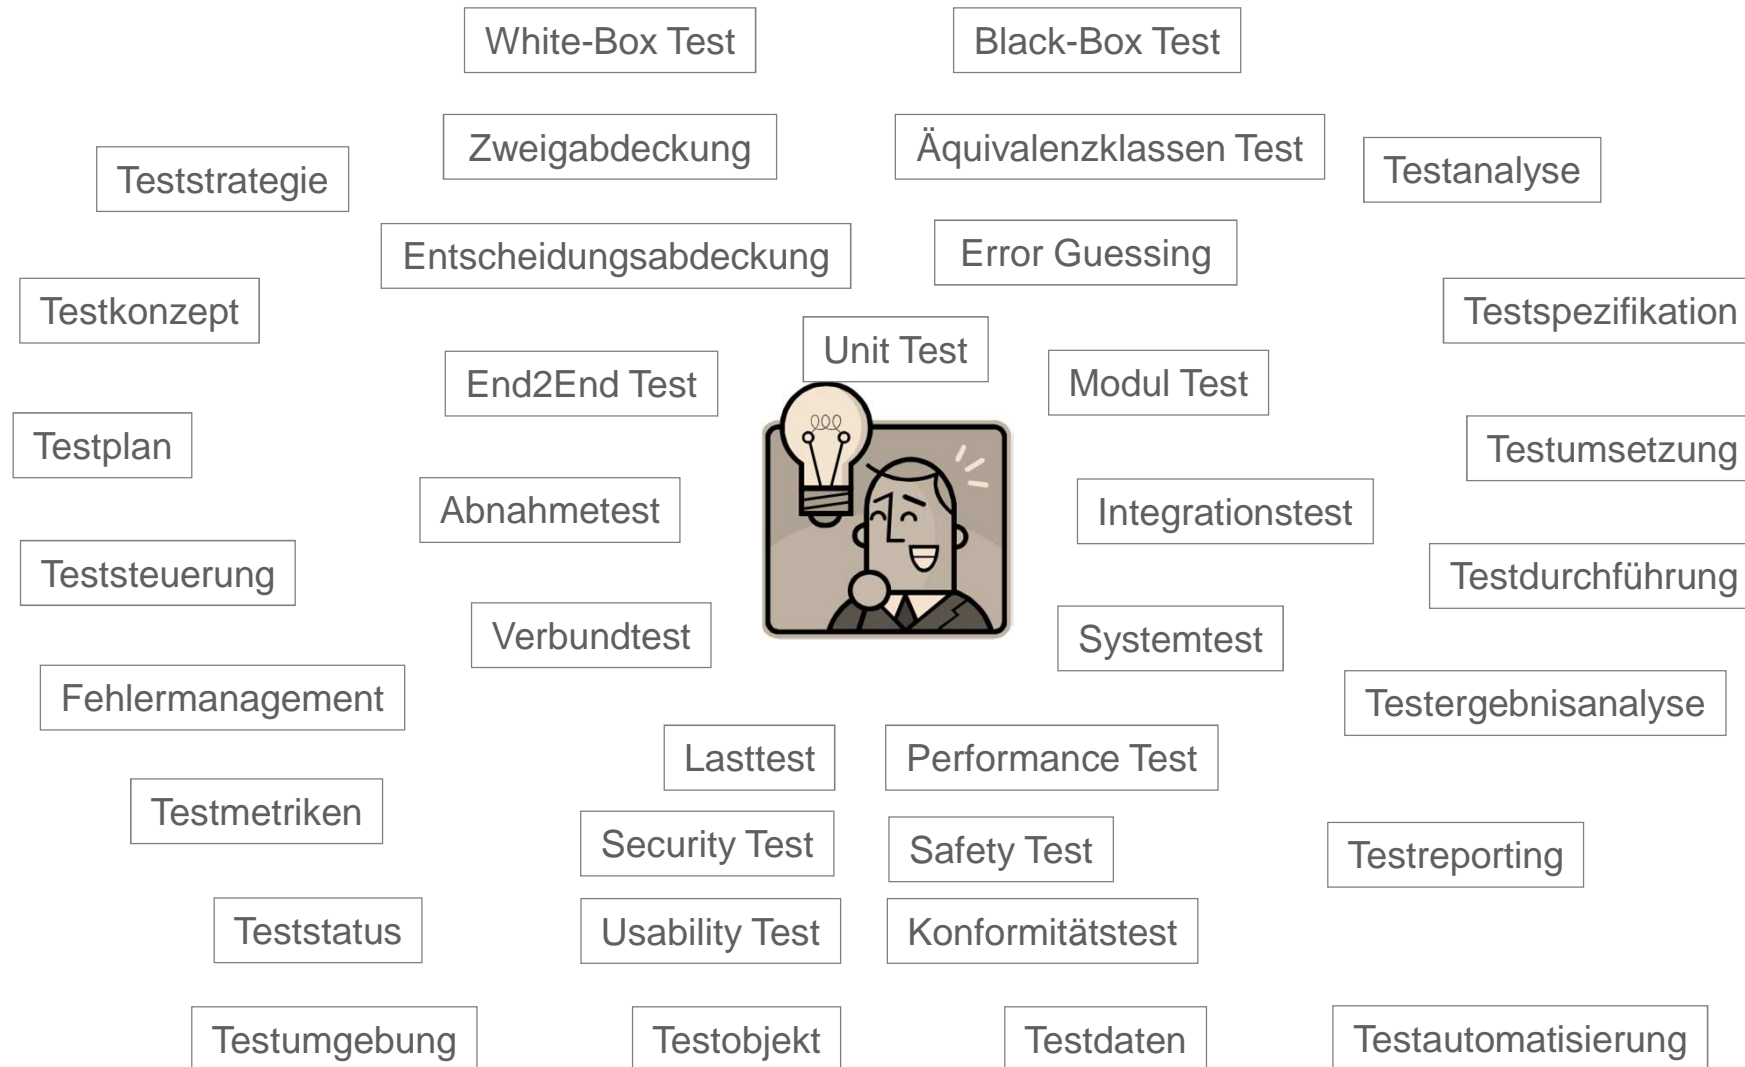 White-Box Test
Black-Box Test
Zweigabdeckung
Äquivalenzklassen Test
Testanalyse
Teststrategie
Entscheidungsabdeckung
Error Guessing
Testkonzept
Testspezifikation
Unit Test
End2End Test
Modul Test
Testplan
Testumsetzung
Abnahmetest
Integrationstest
Teststeuerung
Testdurchführung
Verbundtest
Systemtest
Fehlermanagement
Testergebnisanalyse
Lasttest
Performance Test
Testmetriken
Security Test
Safety Test
Testreporting
Teststatus
Usability Test
Konformitätstest
Testumgebung
Testobjekt
Testdaten
Testautomatisierung